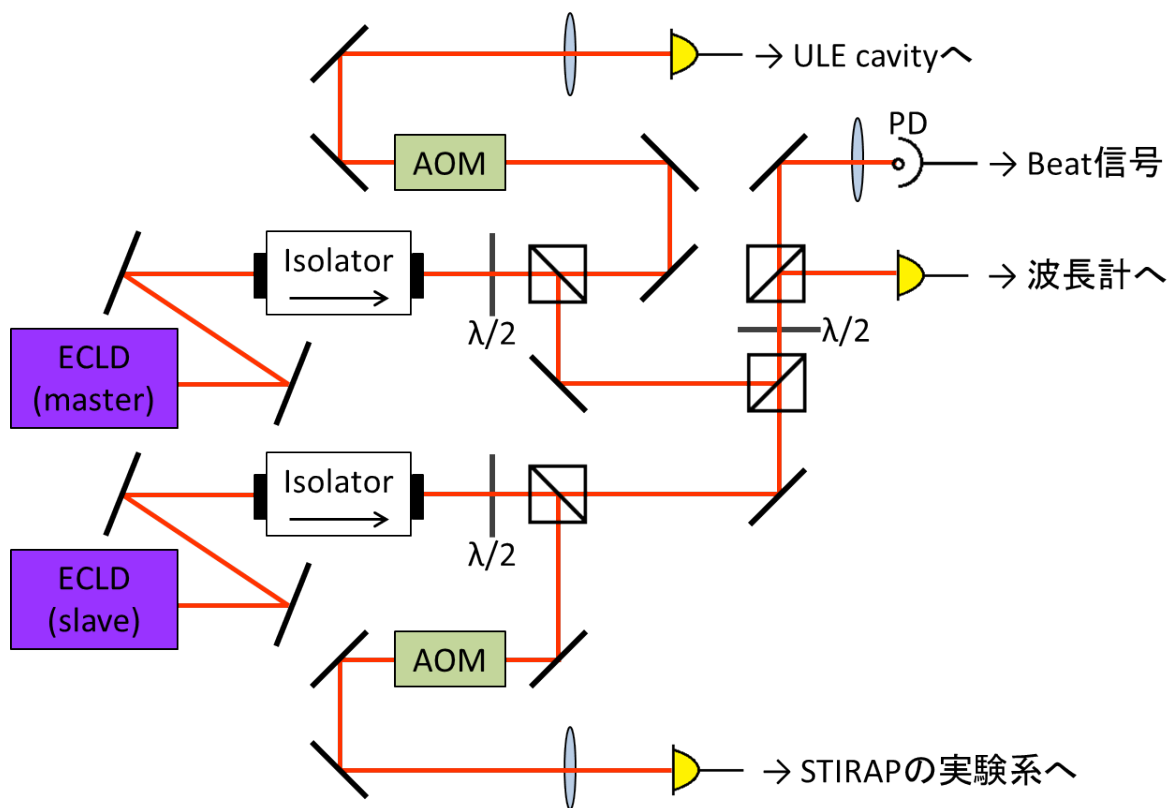 → ULE cavityへ
PD
→ Beat信号
AOM
Isolator
→ 波長計へ
λ/2
λ/2
ECLD
(master)
Isolator
λ/2
ECLD
(slave)
AOM
→ STIRAPの実験系へ